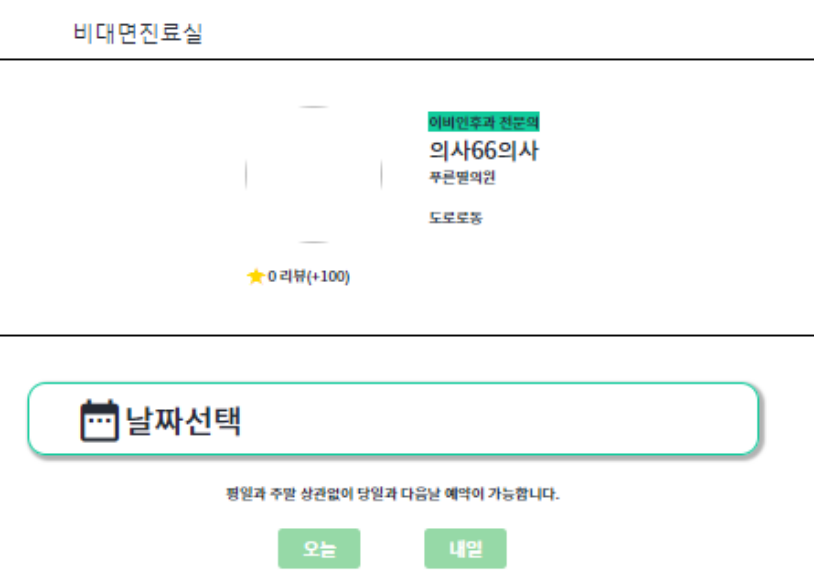 비대면진료실
이비인후과 전문의
의사66의사
푸른별의원
도로로동
0 리뷰(+100)
날짜선택
평일과 주말 상관없이 당일과 다음날 예약이 가능합니다.
오늘
내일